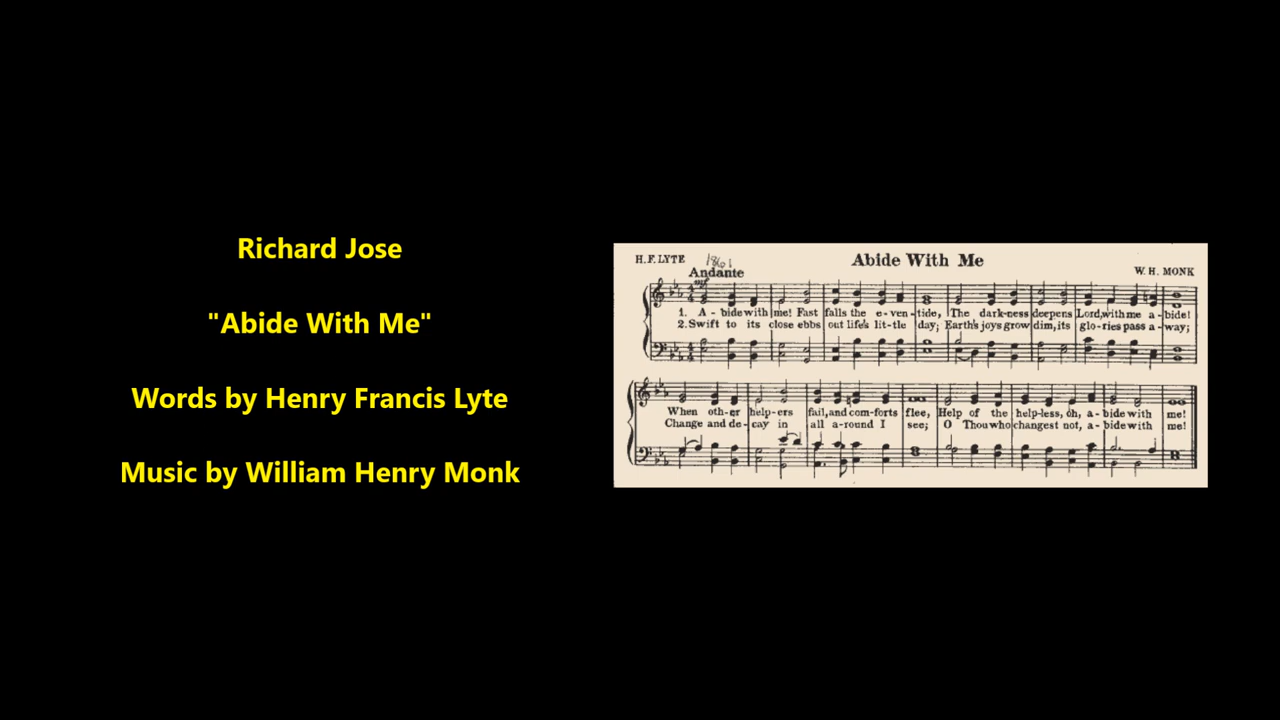 Richard Jose
"Abide With Me"
Words by Henry Francis Lyte
Music by William Henry Monk
Abide With Me
H. F. LYTE
1861
Andante
W. H. MONK
1. A - bide with me! Fast falls the e - ven - tide, The dark-ness deepens Lord, with me a - bide!
2. Swift to its close ebbs out life's lit-tle day; Earth's joys grow dim, its glo-ries pass a - way;
When oth-er help-ers fail, and com-forts flee, Help of the help-less, oh, a - bide with me!
Change and de - cay in all a-round I see; O Thou who changest not, a - bide with me!